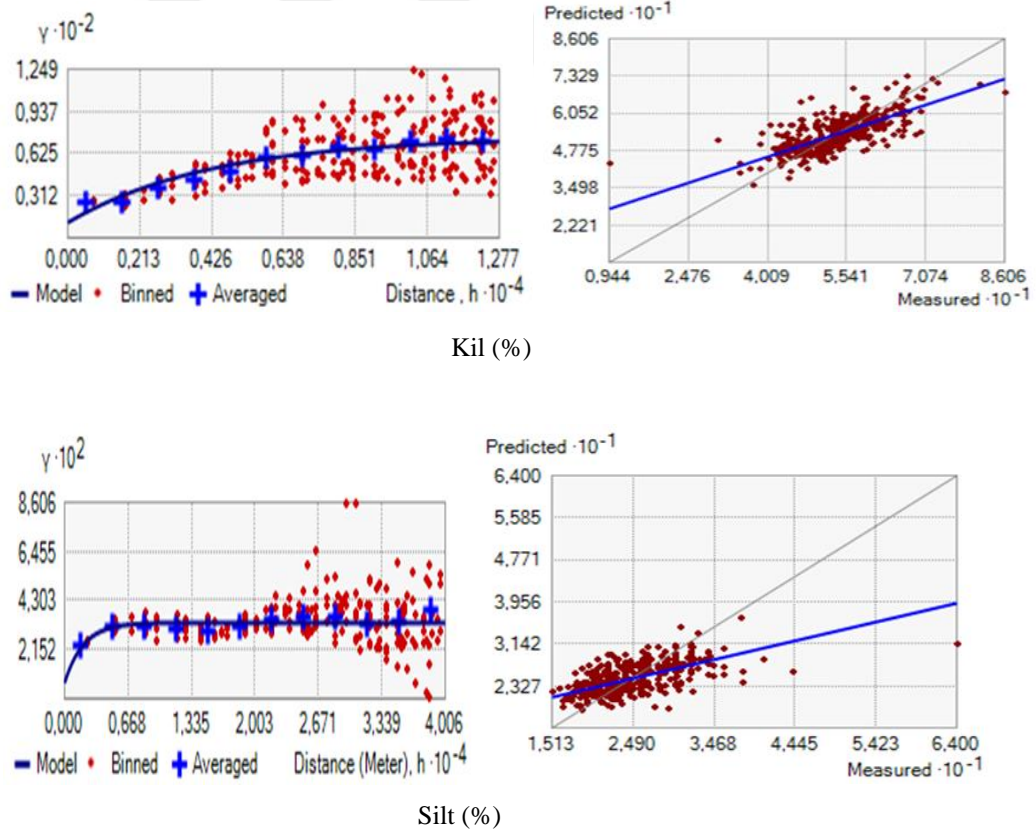 γ ·10⁻²
1,249
0,937
0,625
0,312
0,000 0,213 0,426 0,638 0,851 1,064 1,277
Model Binned Averaged Distance , h ·10⁻⁴
Predicted ·10⁻¹
8,606
7,329
6,052
4,775
3,498
2,221
0,944 2,476 4,009 5,541 7,074 8,606
Measured ·10⁻¹
Kil (%)
γ ·10²
8,606
6,455
4,303
2,152
0,000 0,668 1,335 2,003 2,671 3,339 4,006
Model Binned Averaged Distance (Meter), h ·10⁻⁴
Predicted ·10⁻¹
6,400
5,585
4,771
3,956
3,142
2,327
1,513 2,490 3,468 4,445 5,423 6,400
Measured ·10⁻¹
Silt (%)